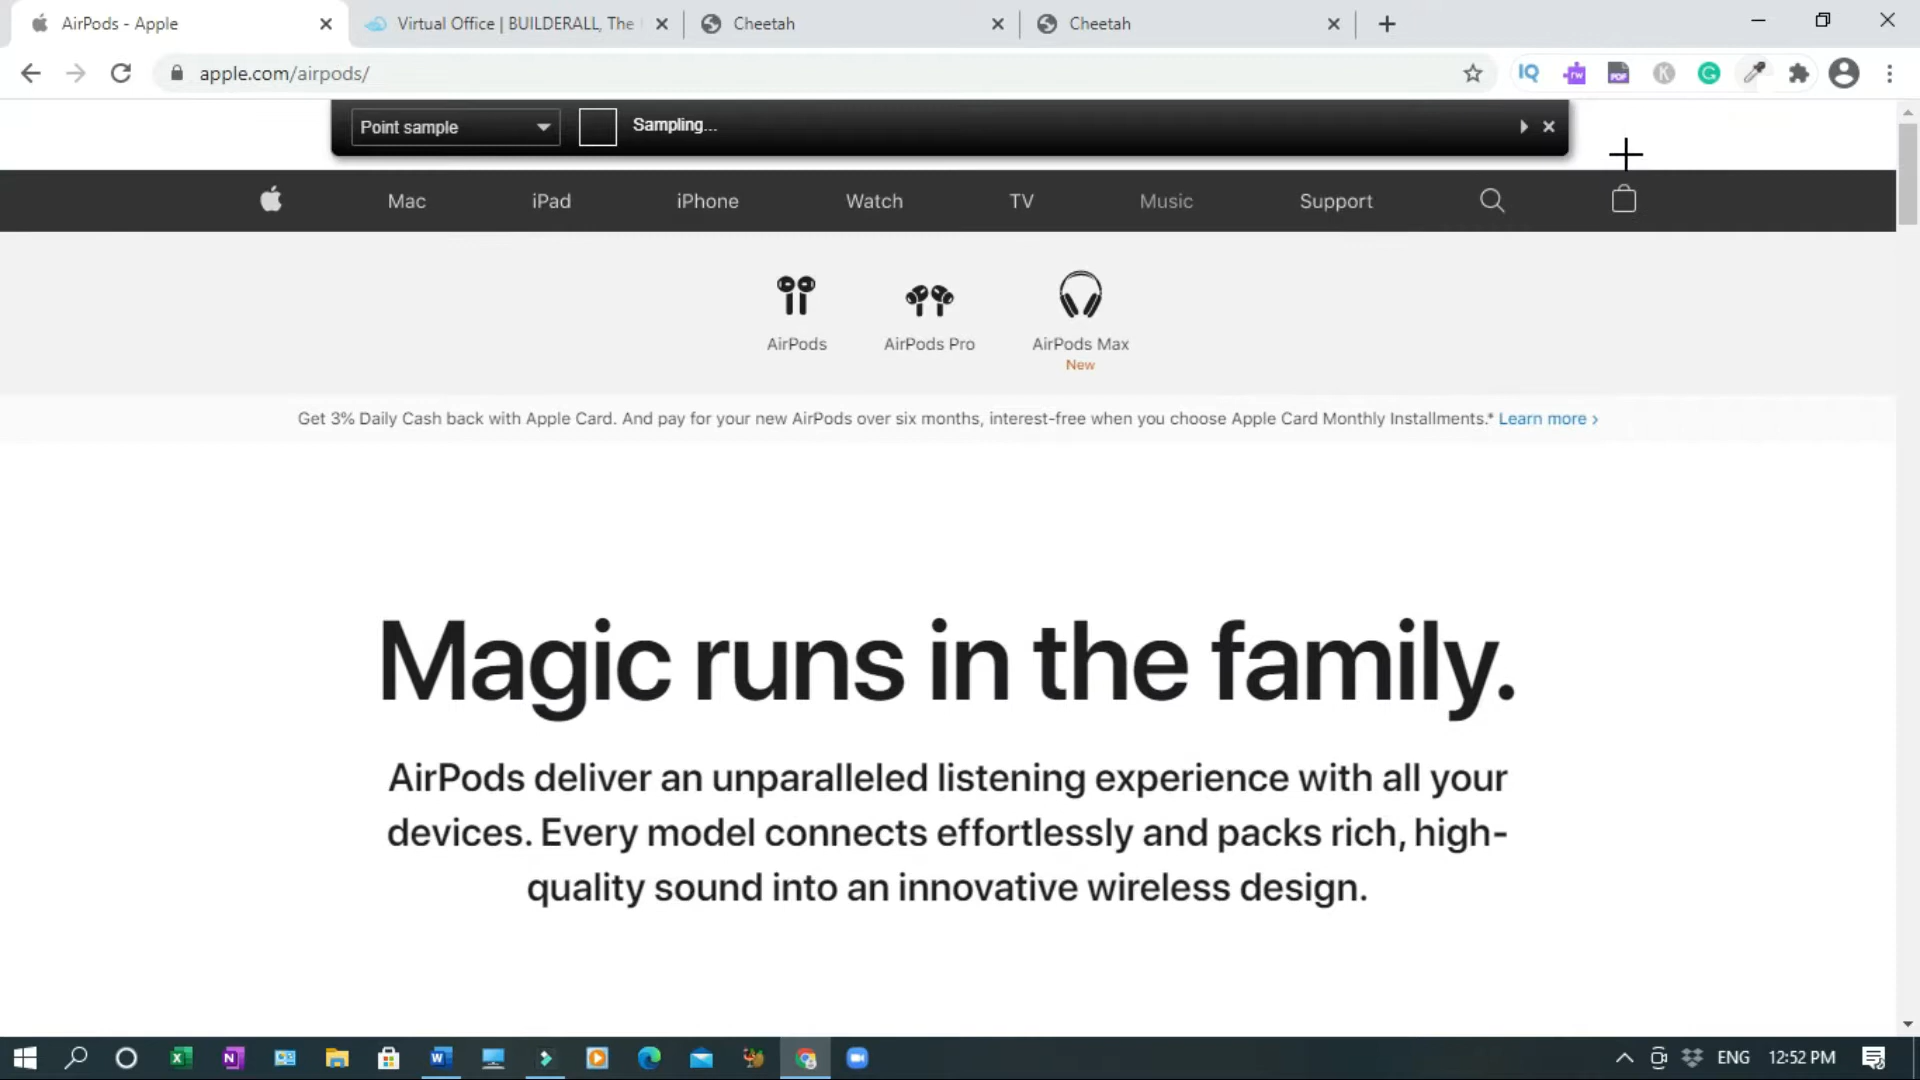 AirPods - Apple
Virtual Office | BUILDERALL, The
Cheetah
Cheetah
apple.com/airpods/
IQ
rw
PDF
K
G
Point sample
Sampling...
Mac
iPad
iPhone
Watch
TV
Music
Support
AirPods
AirPods Pro
AirPods Max
New
Get 3% Daily Cash back with Apple Card. And pay for your new AirPods over six months, interest-free when you choose Apple Card Monthly Installments.* Learn more >
Magic runs in the family.
AirPods deliver an unparalleled listening experience with all your
devices. Every model connects effortlessly and packs rich, high-
quality sound into an innovative wireless design.
ENG
12:52 PM